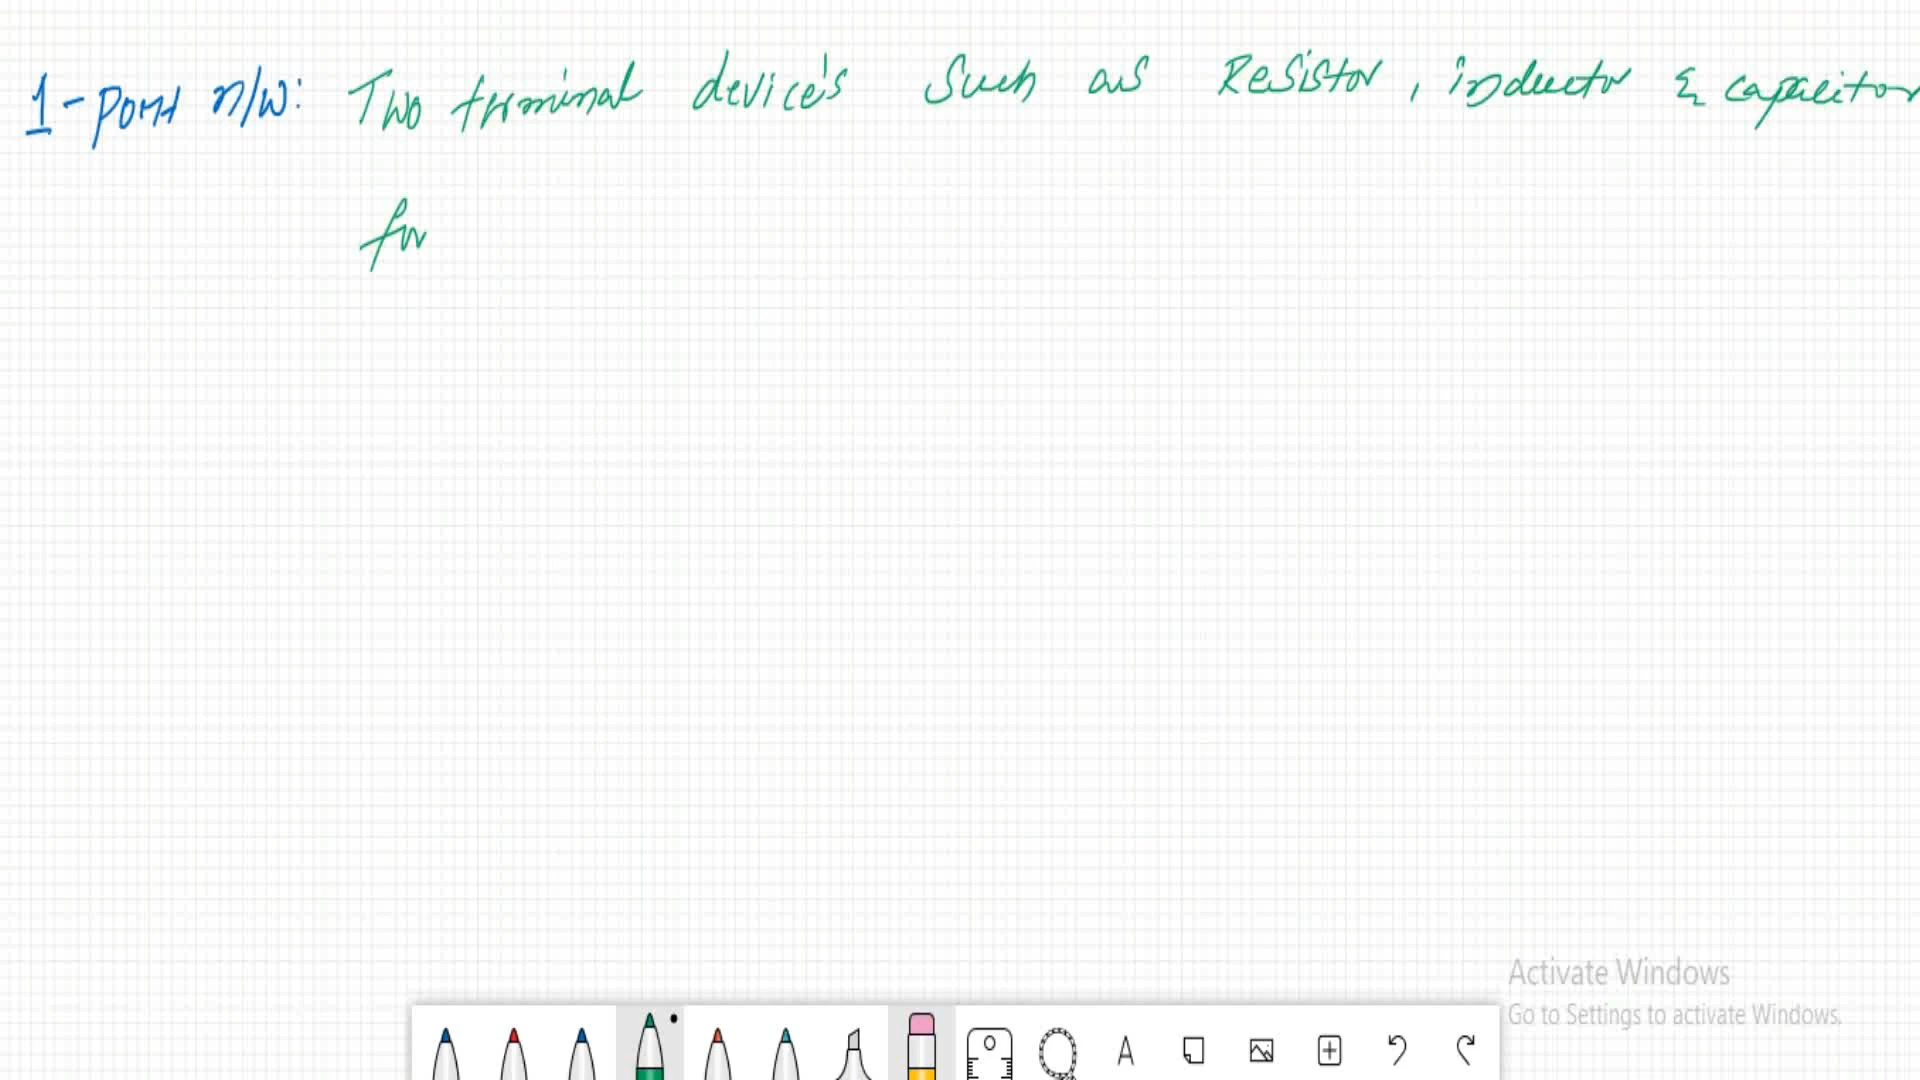 1-port n/w: Two terminal device's such as Resistor, inductor & capacitor
for
Activate Windows
Go to Settings to activate Windows.